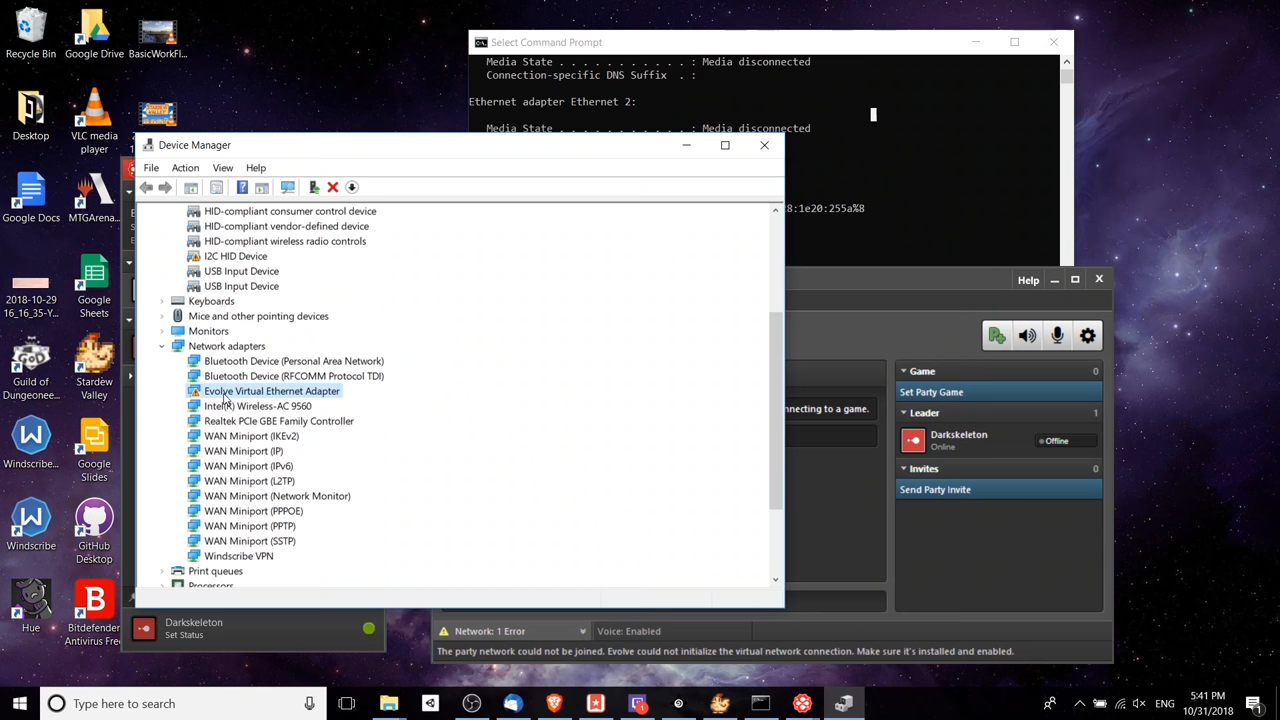 Recycle Bin
Google Drive
BasicWorkFl...
Desktop
VLC media
player
Google Docs
MTGArena...
2018-10-29
16_16_35-Y...
Google
Sheets
Guild of
Dungeonee...
Stardew
Valley
Windscribe...
Google
Slides
Windscribe
GitHub
Desktop
Hue
Bitdefender
Antivirus Free
Select Command Prompt
Media State . . . . . . . . . . . : Media disconnected
Connection-specific DNS Suffix . :
Ethernet adapter Ethernet 2:
Media State . . . . . . . . . . . : Media disconnected
8:1e20:255a%8
Device Manager
File
Action
View
Help
HID-compliant consumer control device
HID-compliant vendor-defined device
HID-compliant wireless radio controls
I2C HID Device
USB Input Device
USB Input Device
Keyboards
Mice and other pointing devices
Monitors
Network adapters
Bluetooth Device (Personal Area Network)
Bluetooth Device (RFCOMM Protocol TDI)
Evolve Virtual Ethernet Adapter
Intel(R) Wireless-AC 9560
Realtek PCIe GBE Family Controller
WAN Miniport (IKEv2)
WAN Miniport (IP)
WAN Miniport (IPv6)
WAN Miniport (L2TP)
WAN Miniport (Network Monitor)
WAN Miniport (PPPOE)
WAN Miniport (PPTP)
WAN Miniport (SSTP)
Windscribe VPN
Print queues
Processors
Help
necting to a game.
Game 0
Set Party Game
Leader 1
Darkskeleton
Online
Offline
Invites 0
Send Party Invite
Darkskeleton
Set Status
Network: 1 Error
Voice: Enabled
The party network could not be joined. Evolve could not initialize the virtual network connection. Make sure it's installed and enabled.
Type here to search
ENG
5:41 PM
10/31/2018